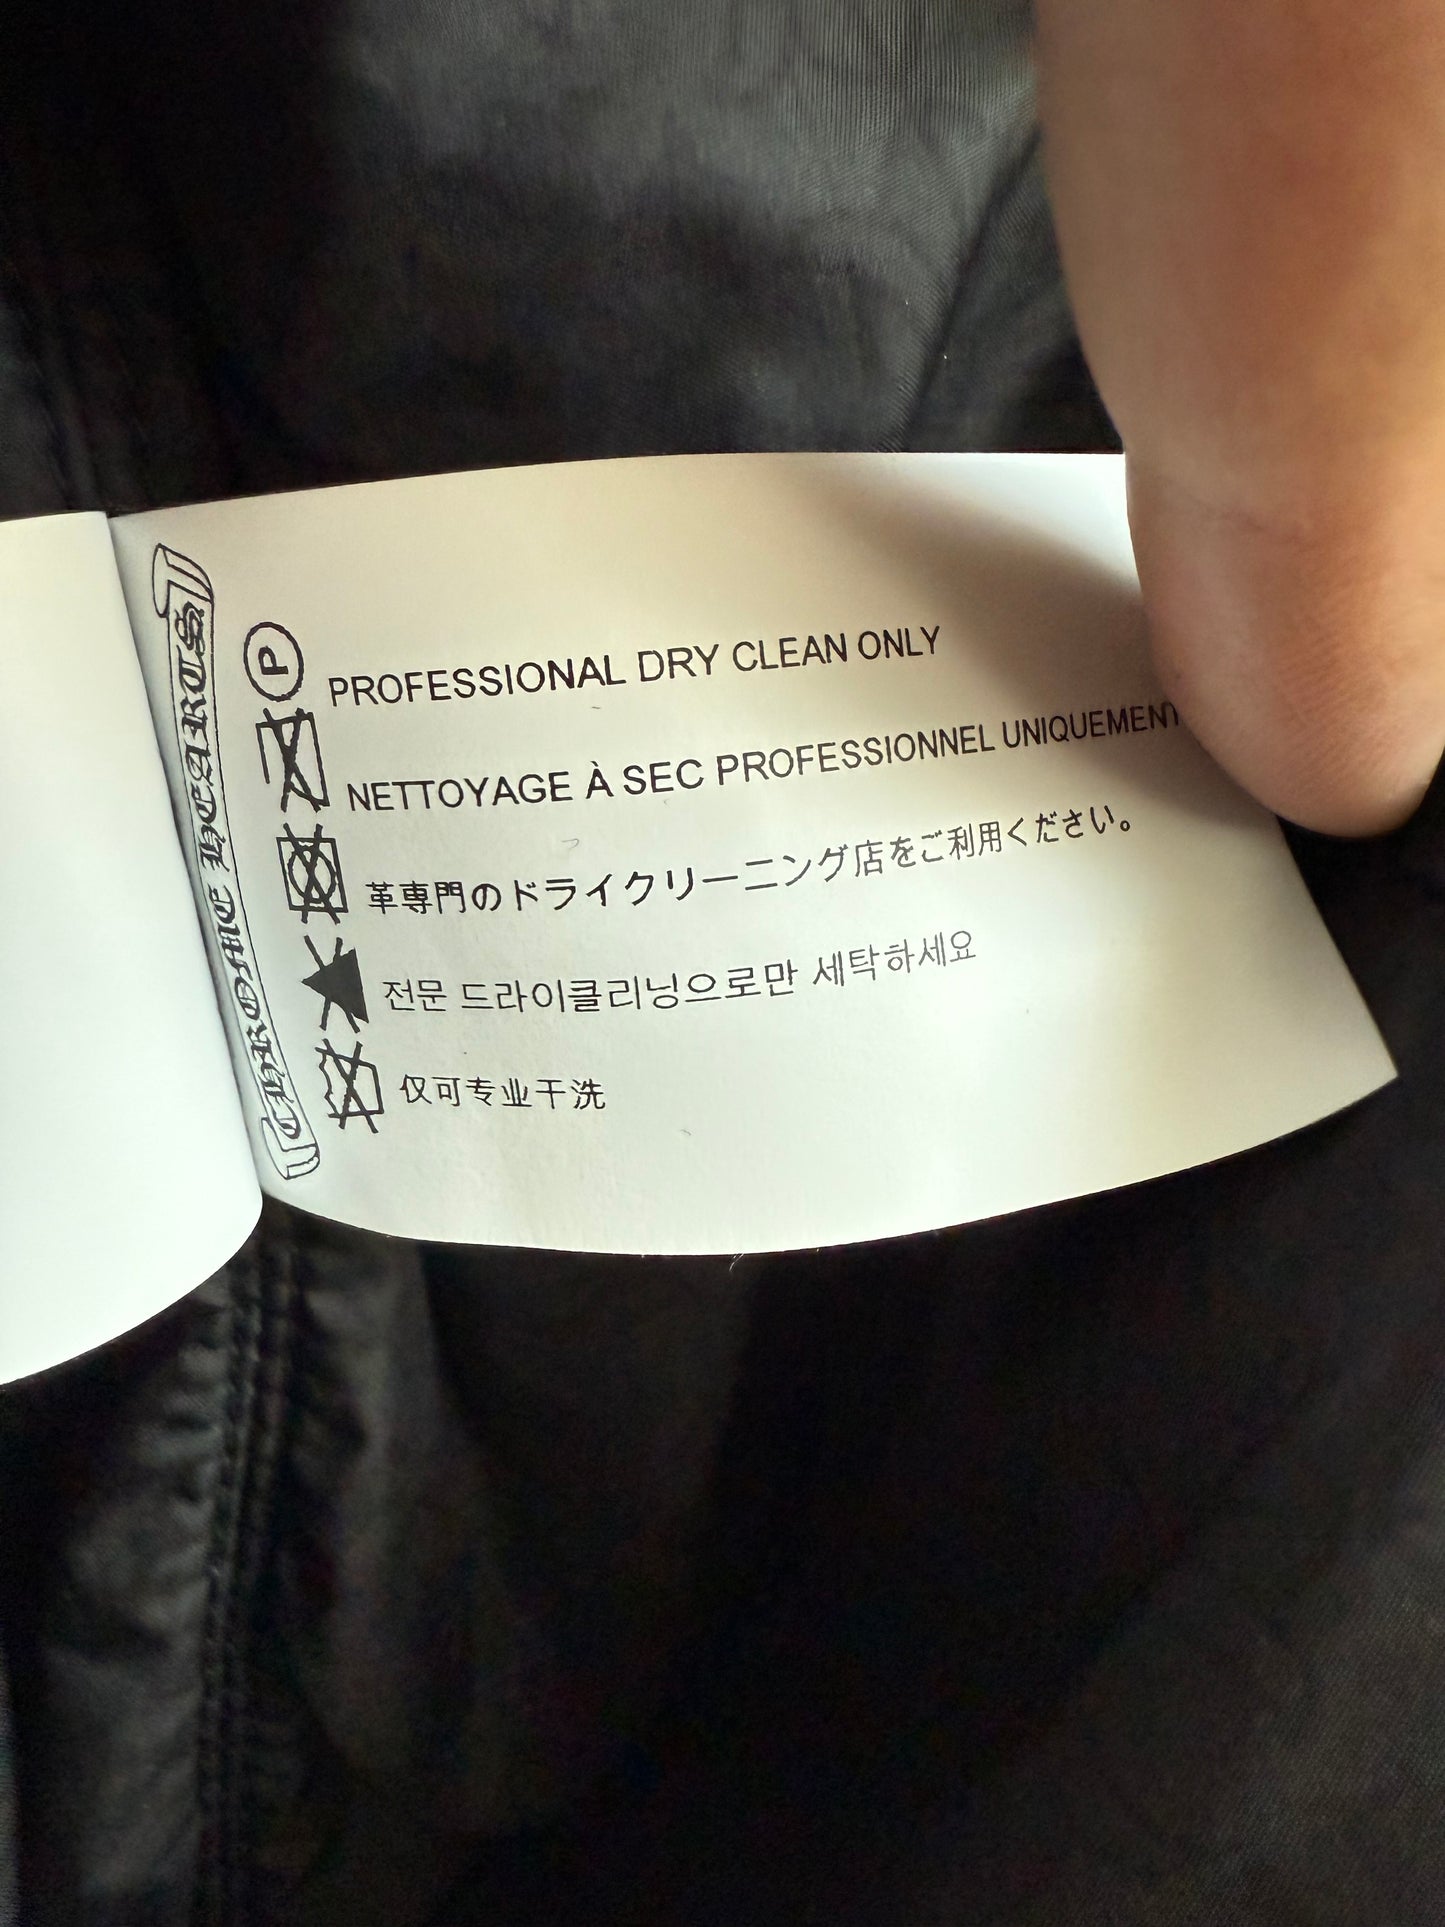 CHROME HEARTS
P
PROFESSIONAL DRY CLEAN ONLY
NETTOYAGE À SEC PROFESSIONNEL UNIQUEMENT
革専門のドライクリーニング店をご利用ください。
전문 드라이클리닝으로만 세탁하세요
仅可专业干洗